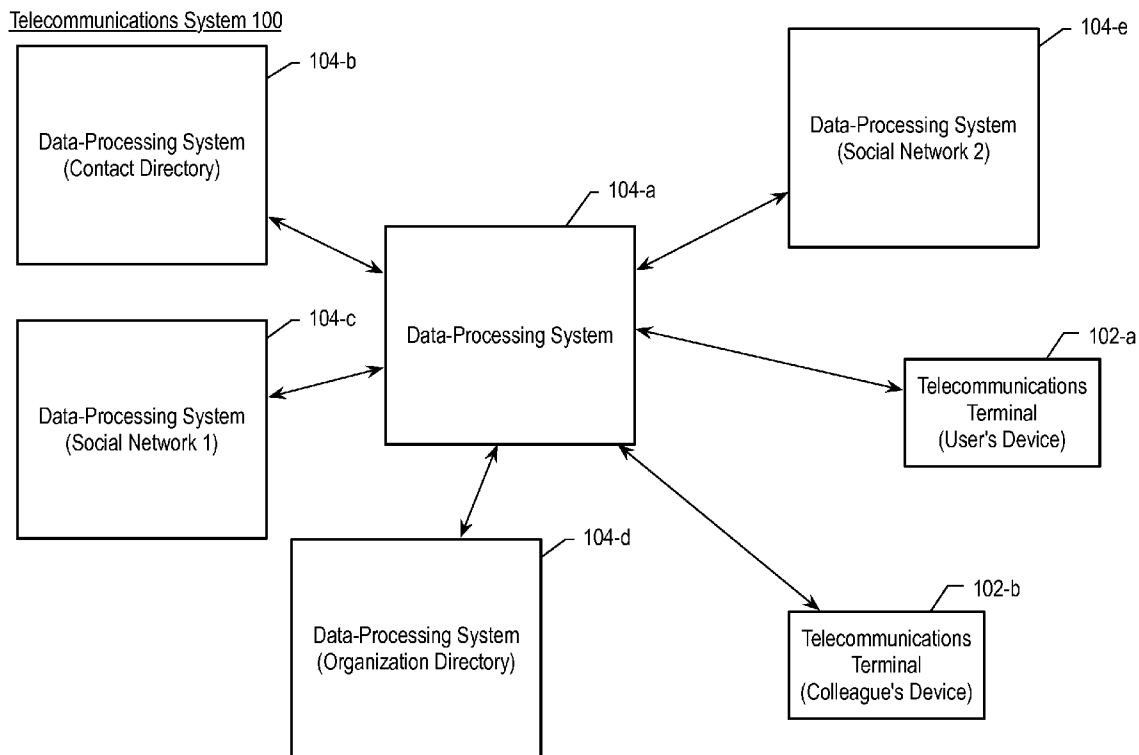 Telecommunications System 100
104-b
Data-Processing System
(Contact Directory)
104-e
Data-Processing System
(Social Network 2)
104-a
Data-Processing System
104-c
Data-Processing System
(Social Network 1)
102-a
Telecommunications
Terminal
(User's Device)
104-d
Data-Processing System
(Organization Directory)
102-b
Telecommunications
Terminal
(Colleague's Device)